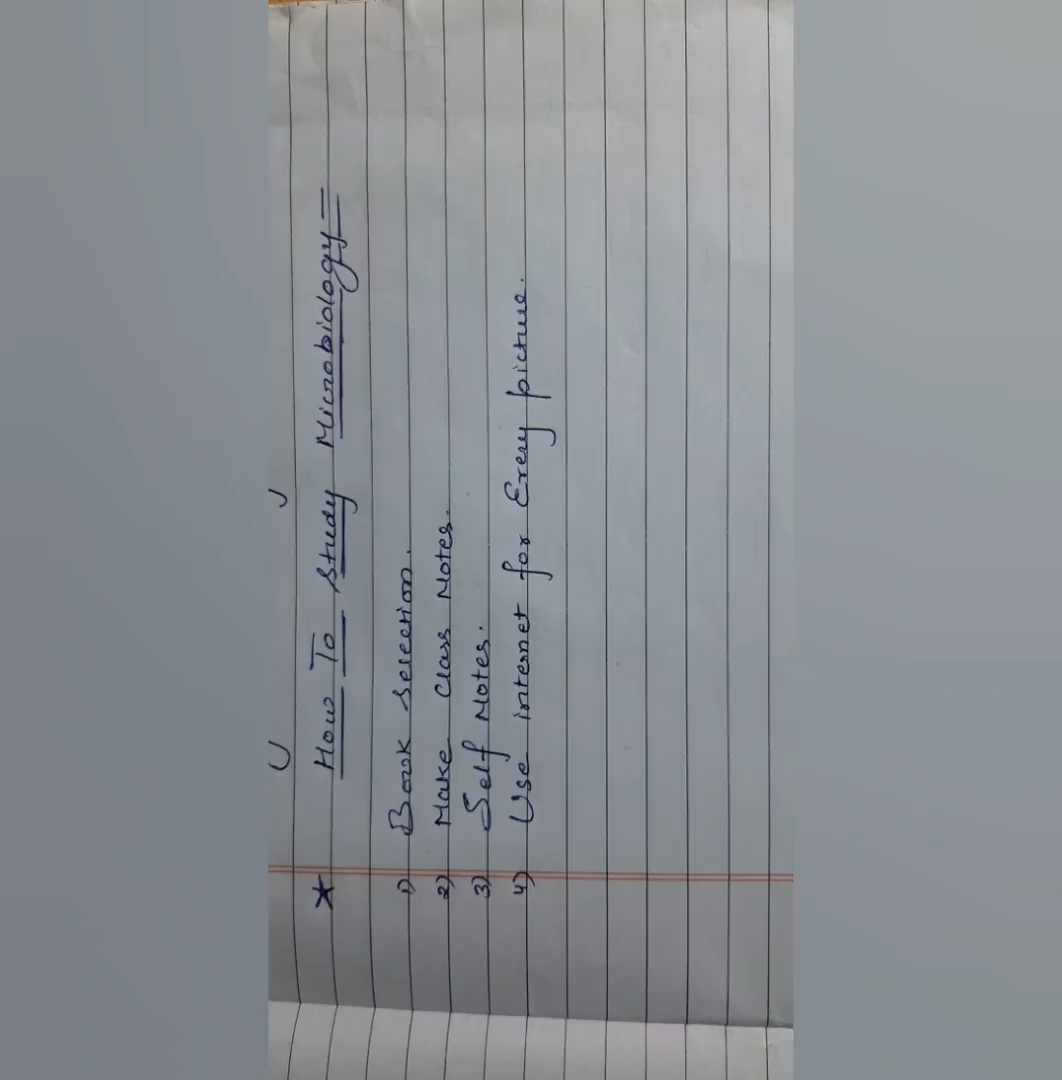 ★ How To Study Microbiology
1) Book Selection.
2) Make Class Notes.
3) Self Notes.
4) Use internet for Every picture.